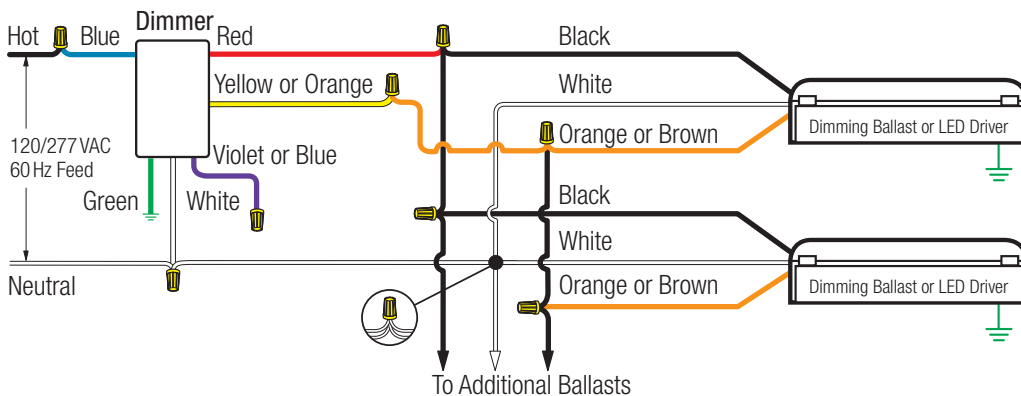 Dimmer
Hot
Blue
Red
Black
Yellow or Orange
White
120/277 VAC
60 Hz Feed
Dimming Ballast or LED Driver
Orange or Brown
Violet or Blue
Green
White
Black
White
Neutral
Orange or Brown
Dimming Ballast or LED Driver
To Additional Ballasts